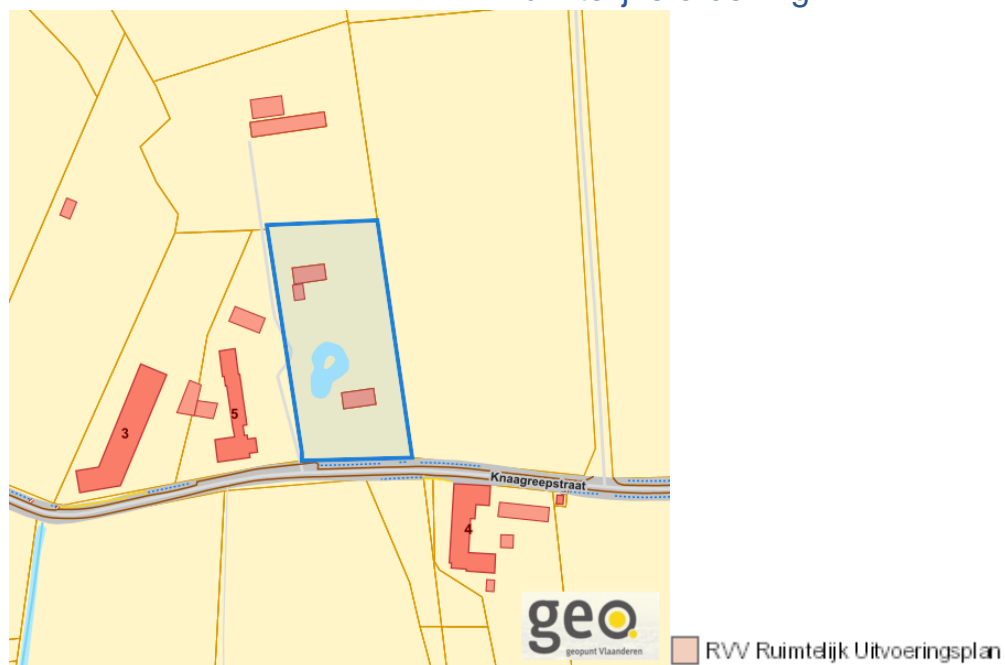 5
3
Knaagreepstraat
4
geo
geopunt Vlaanderen
RVV Ruimtelijk Uitvoeringsplan